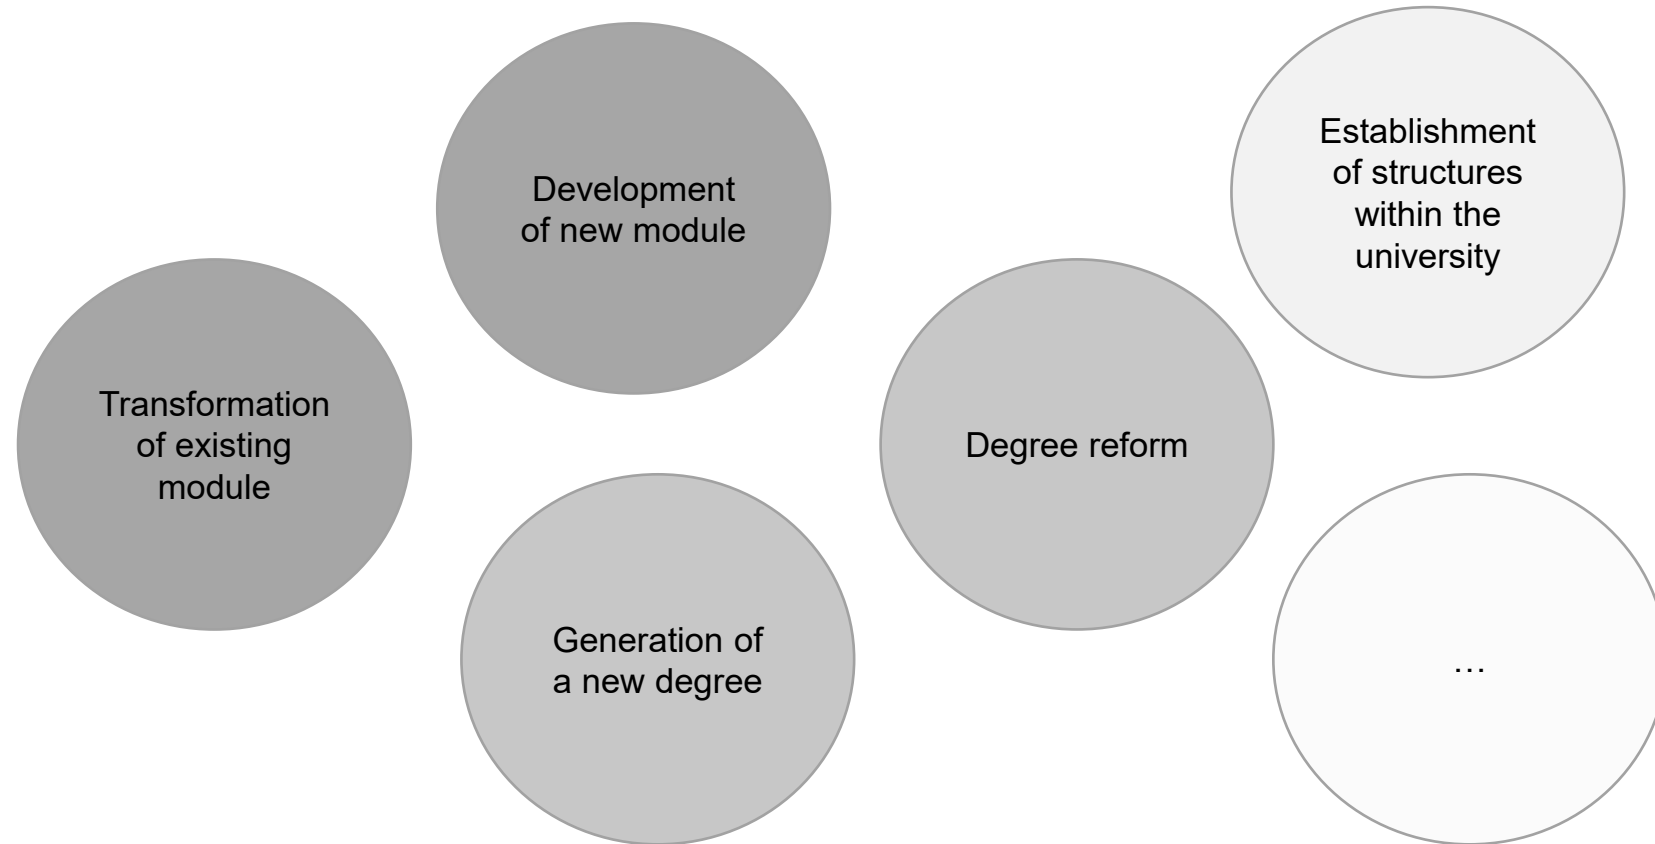 Transformation
of existing
module
Development
of new module
Generation of
a new degree
Degree reform
Establishment
of structures
within the
university
…